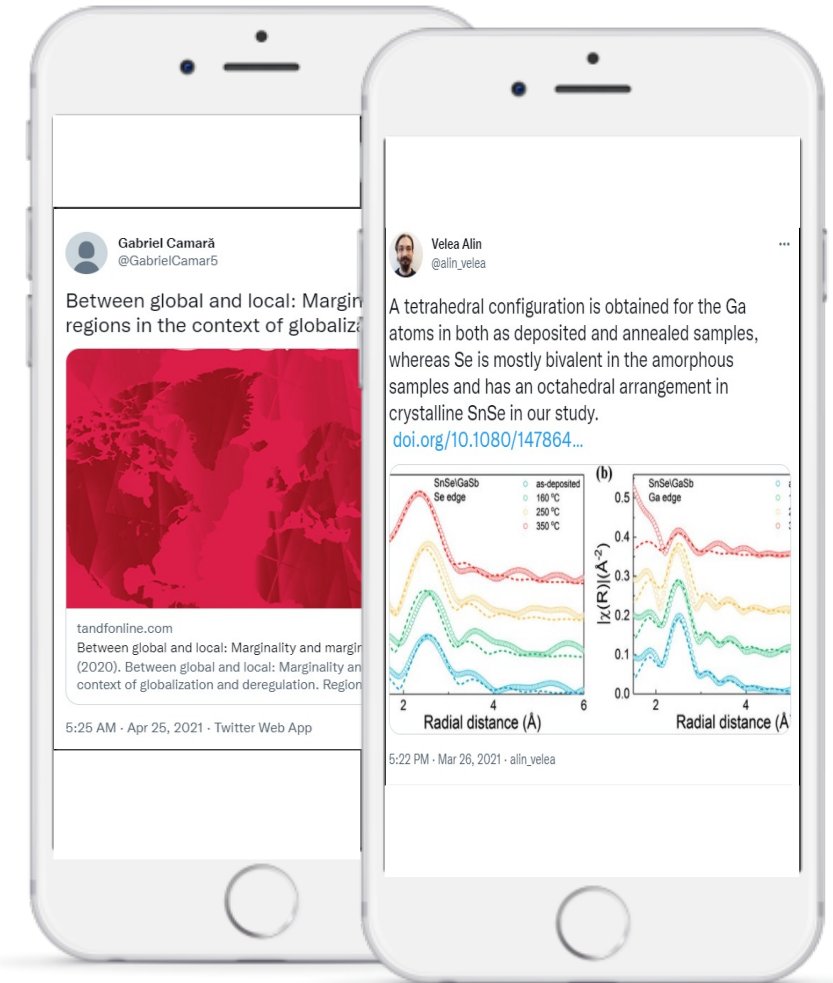 Gabriel Camară
@GabrielCamar5
Between global and local:
regions in the context of
tandfonline.com
Between global and local: Marginality and
(2020). Between global and local: Marginality
context of globalization and deregulation.
5:25 AM · Apr 25, 2021 · Twitter Web App
Velea Alin
@alin_velea
...
A tetrahedral configuration is obtained for the Ga
atoms in both as deposited and annealed samples,
whereas Se is mostly bivalent in the amorphous
samples and has an octahedral arrangement in
crystalline SnSe in our study.
doi.org/10.1080/147864...
SnSe\GaSb
Se edge
as-deposited
160 °C
250 °C
350 °C
2
4
6
Radial distance (Å)
(b)
SnSe\GaSb
Ga edge
|χ(R)|(Å⁻²)
0.5
0.4
0.3
0.2
0.1
0.0
2
4
Radial distance (Å
5:22 PM · Mar 26, 2021 · alin_velea